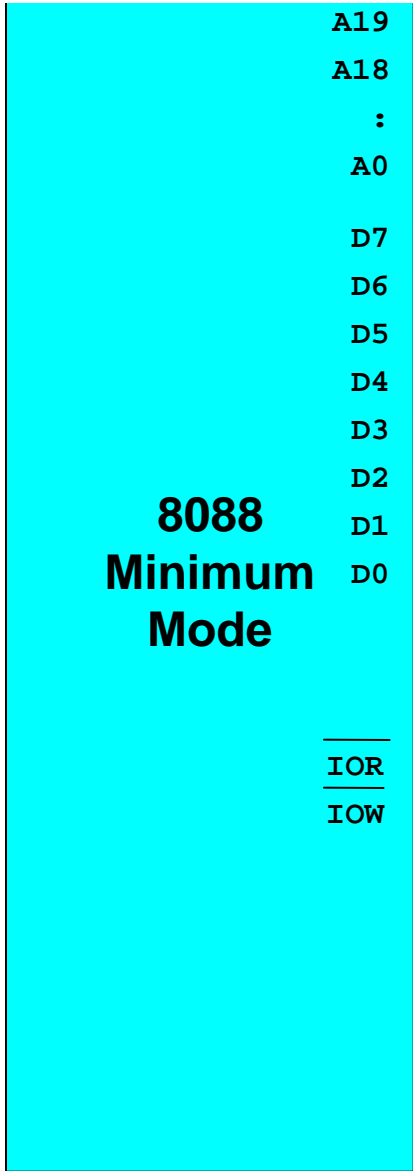 A19
A18
:
A0
D7
D6
D5
D4
D3
D2
D1
D0
8088
Minimum
Mode
IOR
IOW